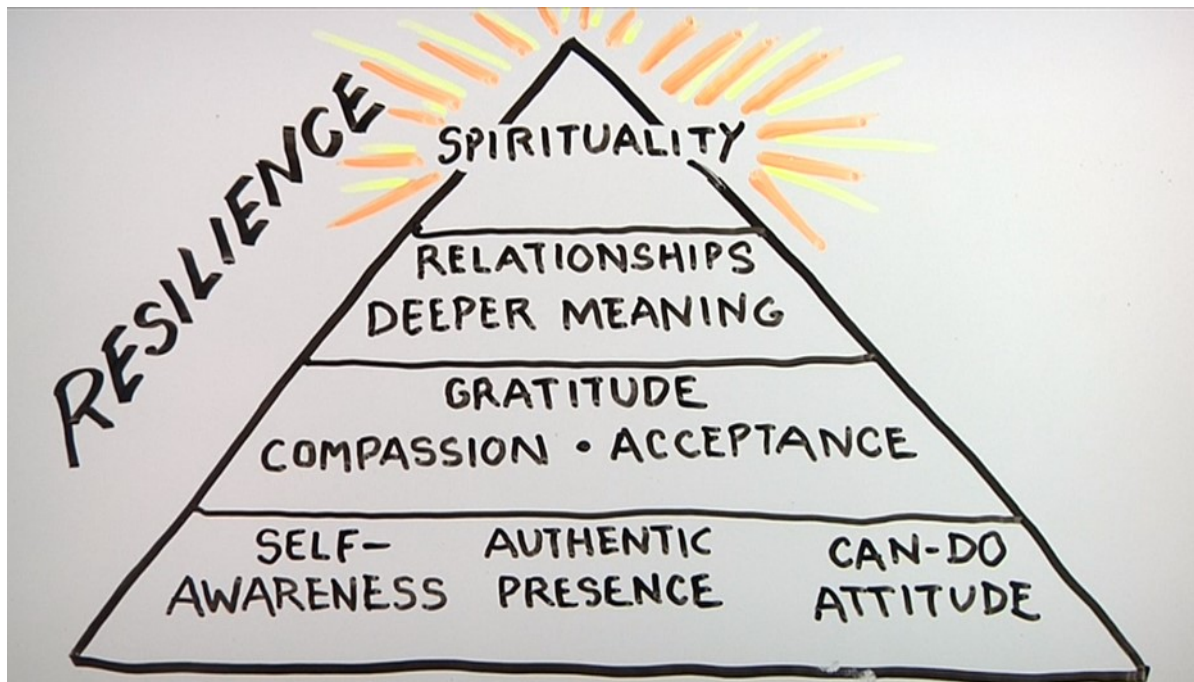 RESILIENCE
SPIRITUALITY
RELATIONSHIPS
DEEPER MEANING
GRATITUDE
COMPASSION • ACCEPTANCE
SELF- AUTHENTIC CAN-DO
AWARENESS PRESENCE ATTITUDE